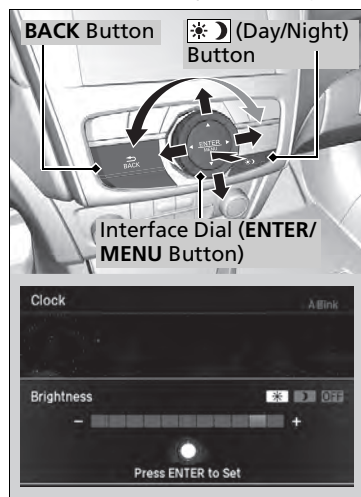 BACK Button
(Day/Night)
Button
BACK
ENTER
MENU
Interface Dial (ENTER/
MENU Button)
Clock
Brightness
OFF
- +
Press ENTER to Set